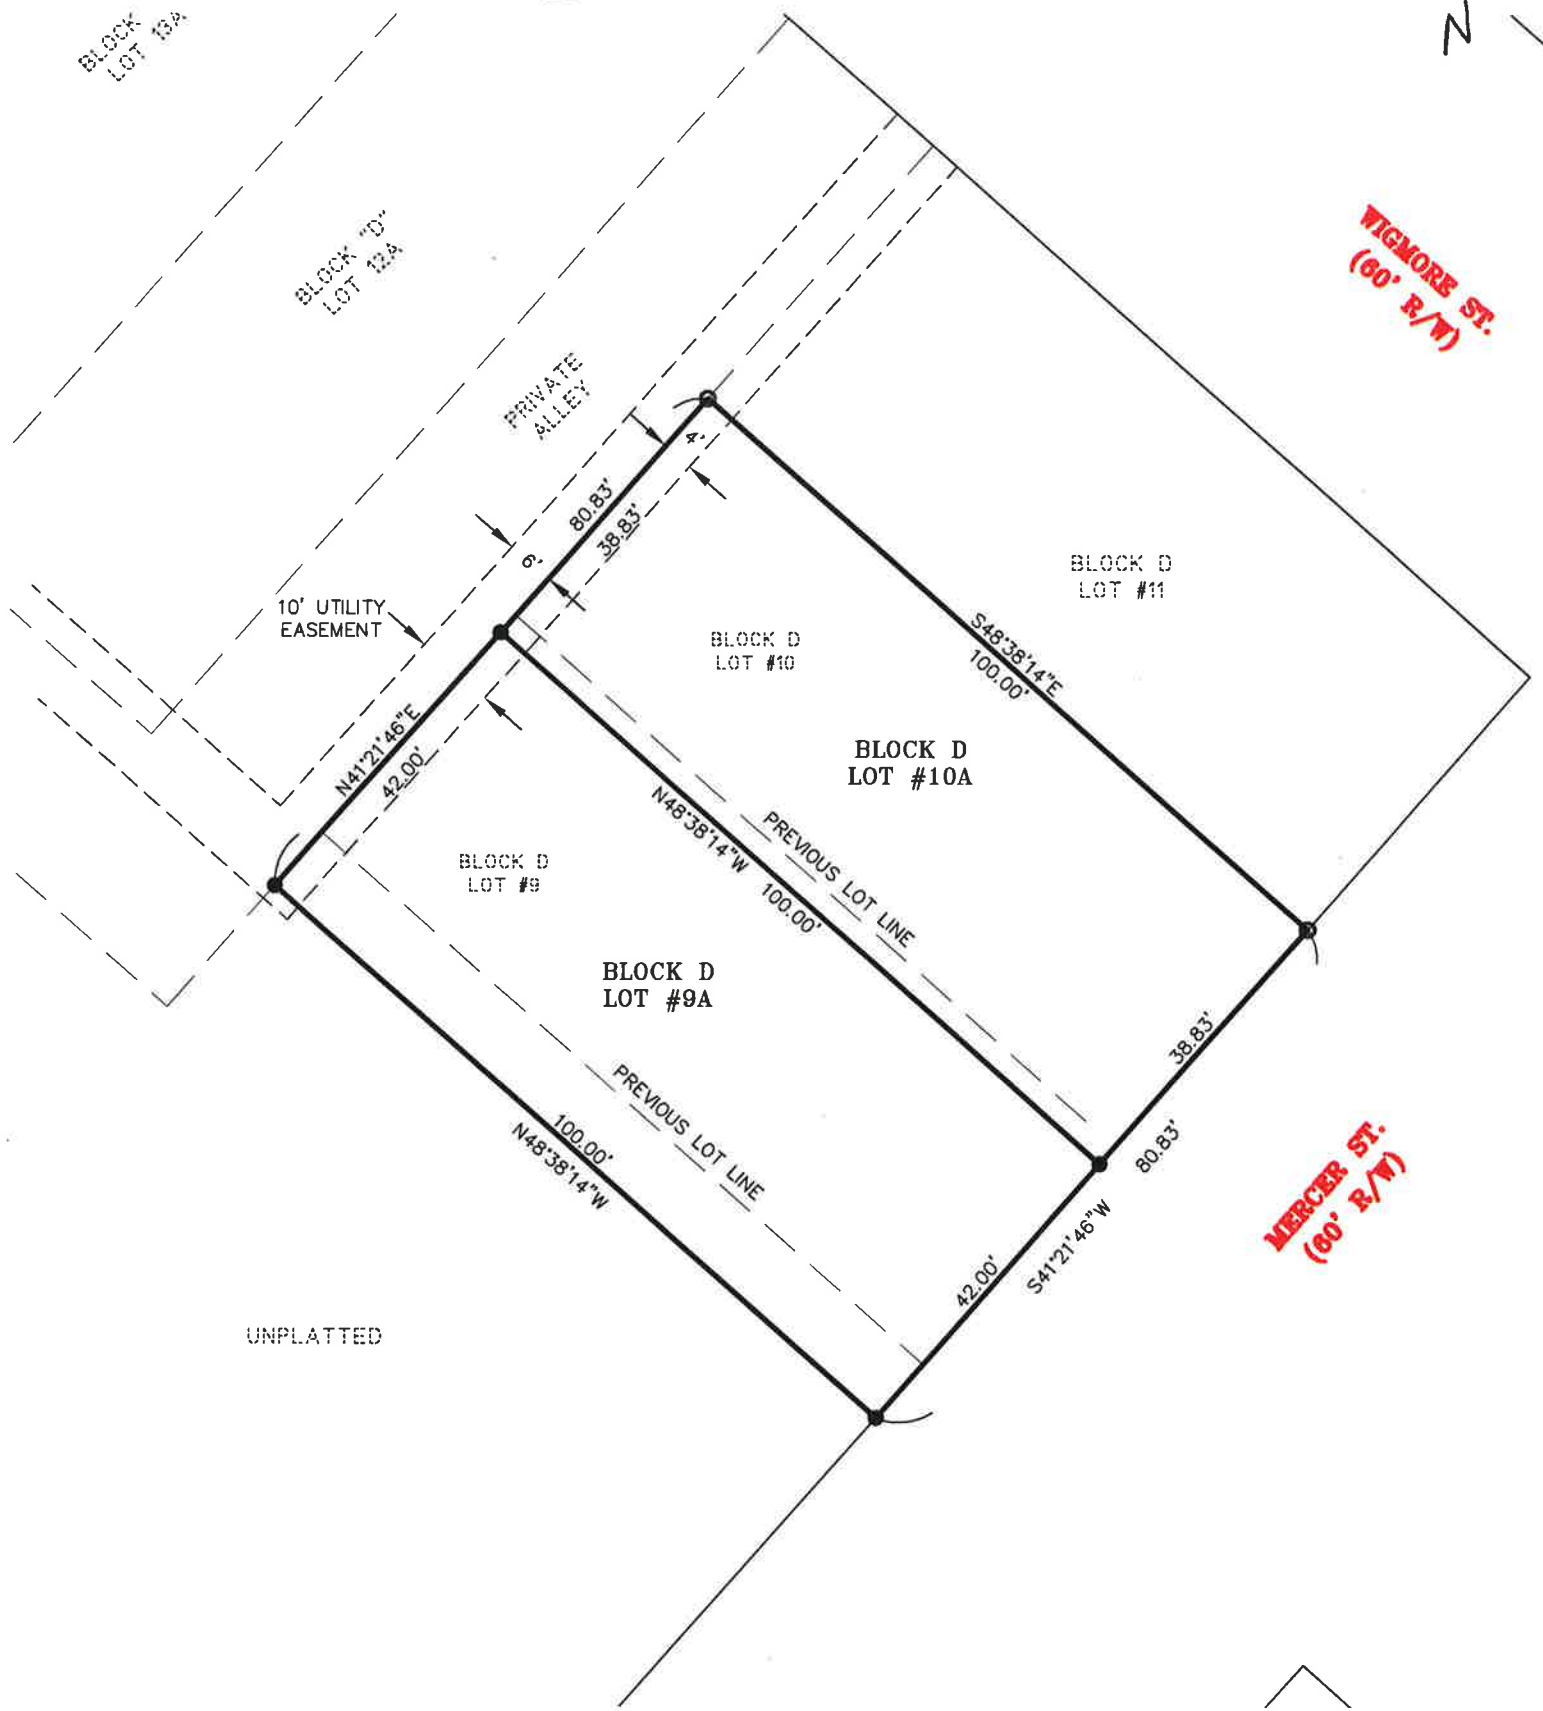 BLOCK
LOT 13A
N
BLOCK "D"
LOT 12A
WIGMORE ST.
(60' R/W)
PRIVATE
ALLEY
4'
80.83'
38.83'
6'
10' UTILITY
EASEMENT
BLOCK D
LOT #11
BLOCK D
LOT #10
S48°38'14"E
100.00'
N41°21'46"E
42.00'
BLOCK D
LOT #10A
N48°38'14"W
100.00'
PREVIOUS LOT LINE
BLOCK D
LOT #9
BLOCK D
LOT #9A
38.83'
PREVIOUS LOT LINE
100.00'
N48°38'14"W
80.83'
S41°21'46"W
42.00'
MERCER ST.
(60' R/W)
UNPLATTED